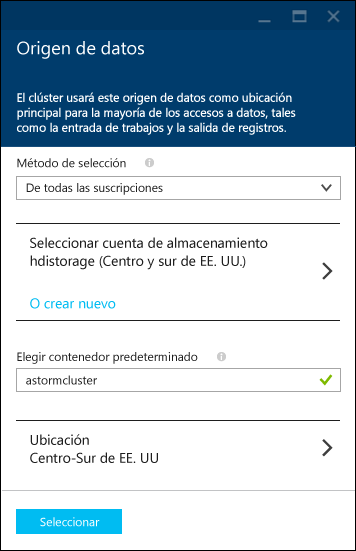 Origen de datos
El clúster usará este origen de datos como ubicación
principal para la mayoría de los accesos a datos, tales
como la entrada de trabajos y la salida de registros.
Método de selección
De todas las suscripciones
Seleccionar cuenta de almacenamiento
hdistorage (Centro y sur de EE. UU.)
O crear nuevo
Elegir contenedor predeterminado
astormcluster
Ubicación
Centro-Sur de EE. UU
Seleccionar